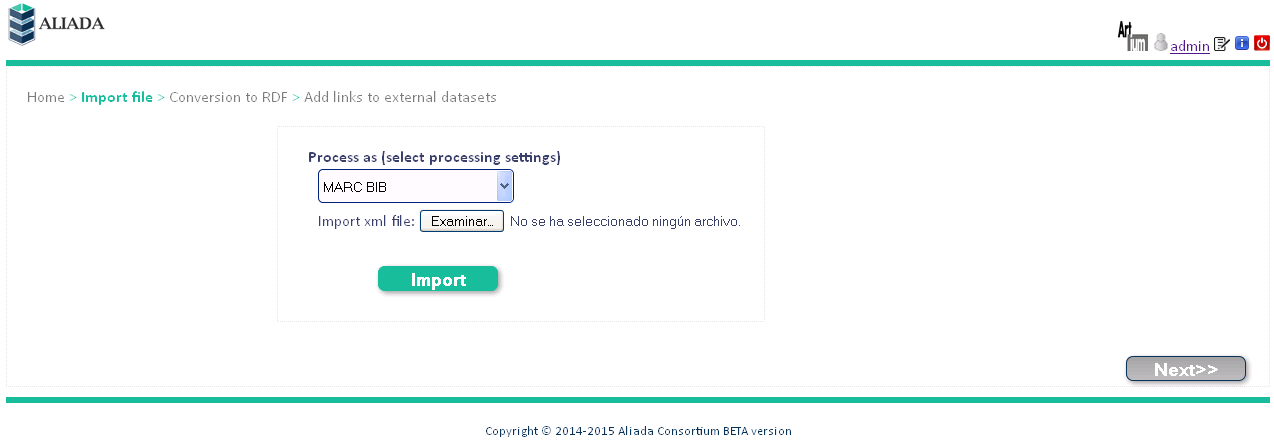 ALIADA
Artium
admin
Home > Import file > Conversion to RDF > Add links to external datasets
Process as (select processing settings)
MARC BIB
Import xml file: Examinar... No se ha seleccionado ningún archivo.
Import
Next>>
Copyright © 2014-2015 Aliada Consortium BETA version